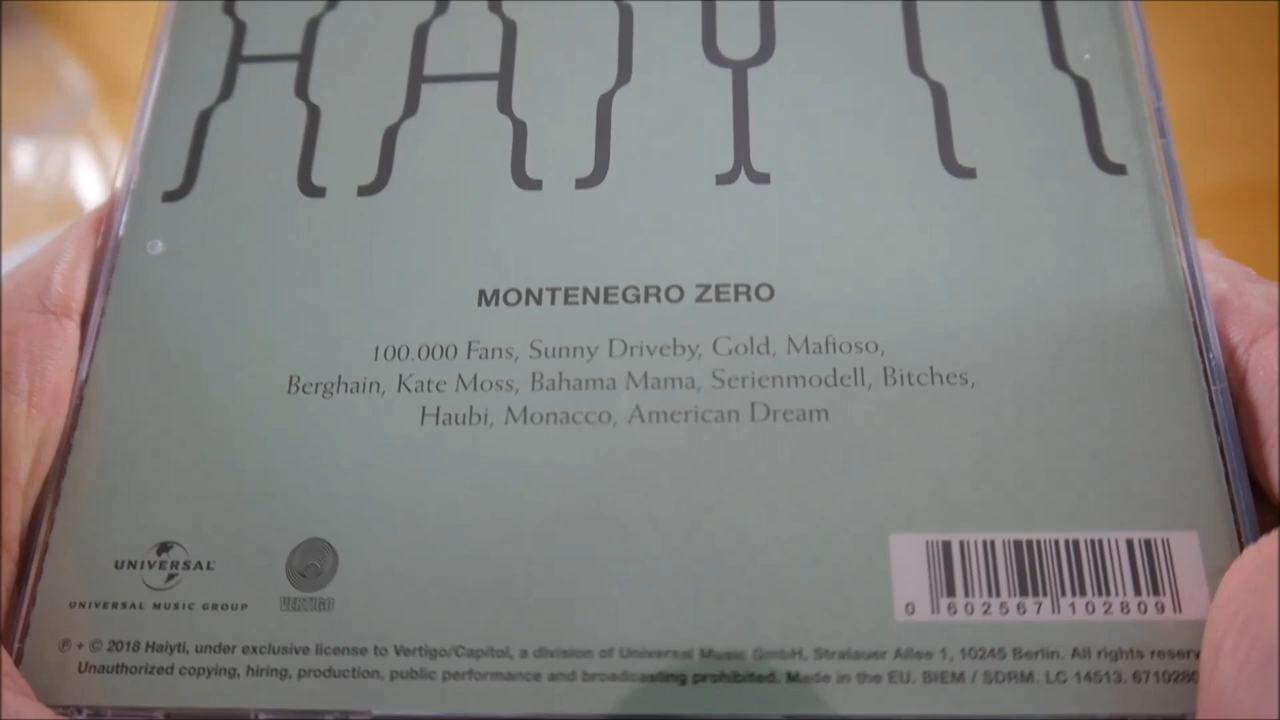 HAIYTI
MONTENEGRO ZERO
100.000 Fans, Sunny Driveby, Gold, Mafioso,
Berghain, Kate Moss, Bahama Mama, Serienmodell, Bitches,
Haubi, Monacco, American Dream
UNIVERSAL
UNIVERSAL MUSIC GROUP
VERTIGO
0 602567 102809
℗ + © 2018 Haiyti, under exclusive license to Vertigo/Capitol, a division of Universal Music GmbH, Stralauer Allee 1, 10245 Berlin. All rights reserv
Unauthorized copying, hiring, production, public performance and broadcasting prohibited. Made in the EU. BIEM / SDRM. LC 14513. 671028